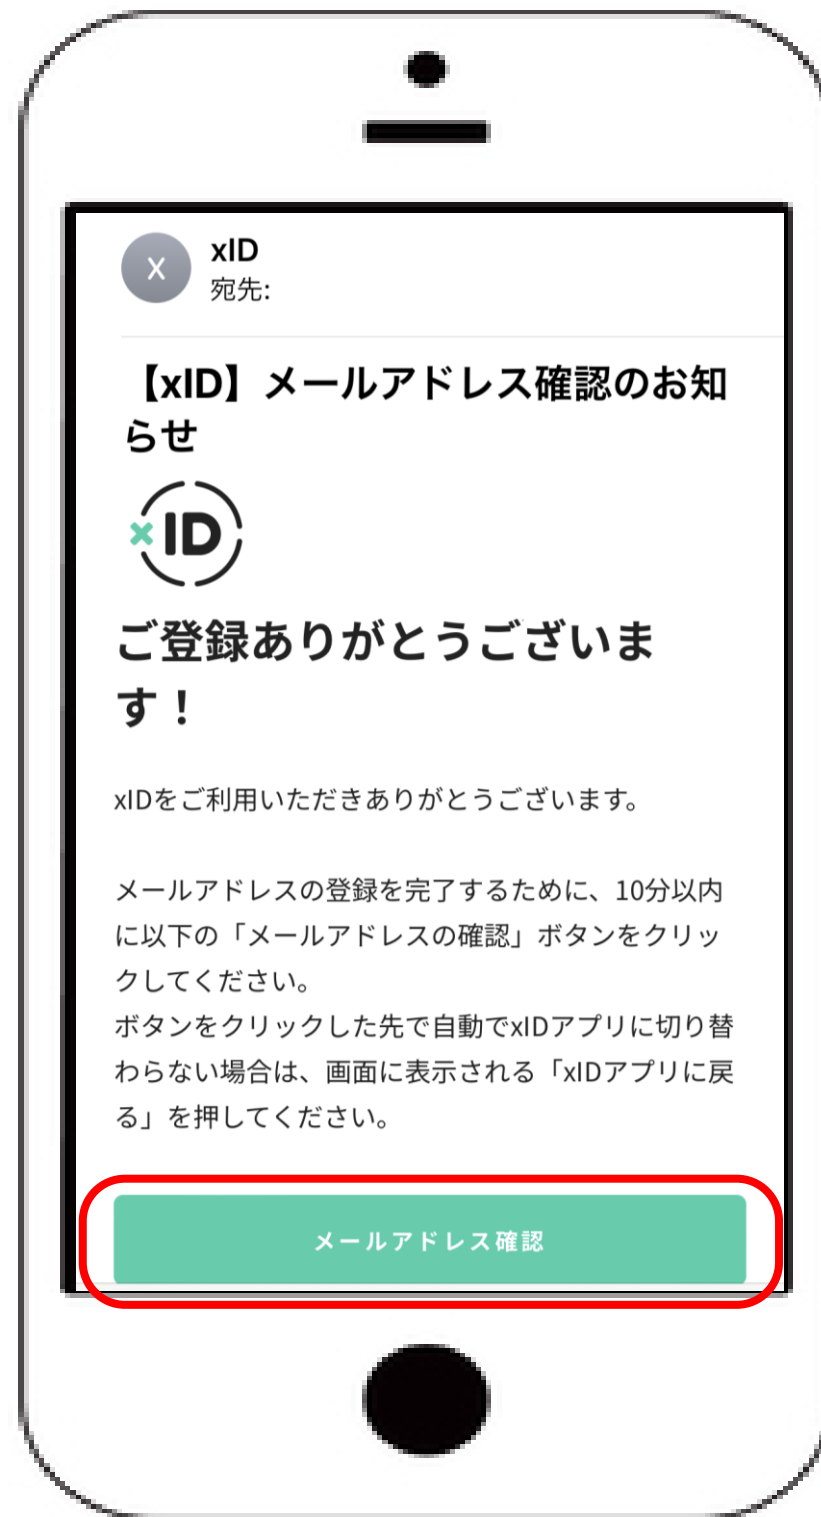 X
xID
宛先:
【xID】メールアドレス確認のお知
らせ
×ID
ご登録ありがとうございま
す！
xIDをご利用いただきありがとうございます。
メールアドレスの登録を完了するために、10分以内
に以下の「メールアドレスの確認」ボタンをクリッ
クしてください。
ボタンをクリックした先で自動でxIDアプリに切り替
わらない場合は、画面に表示される「xIDアプリに戻
る」を押してください。
メールアドレス確認